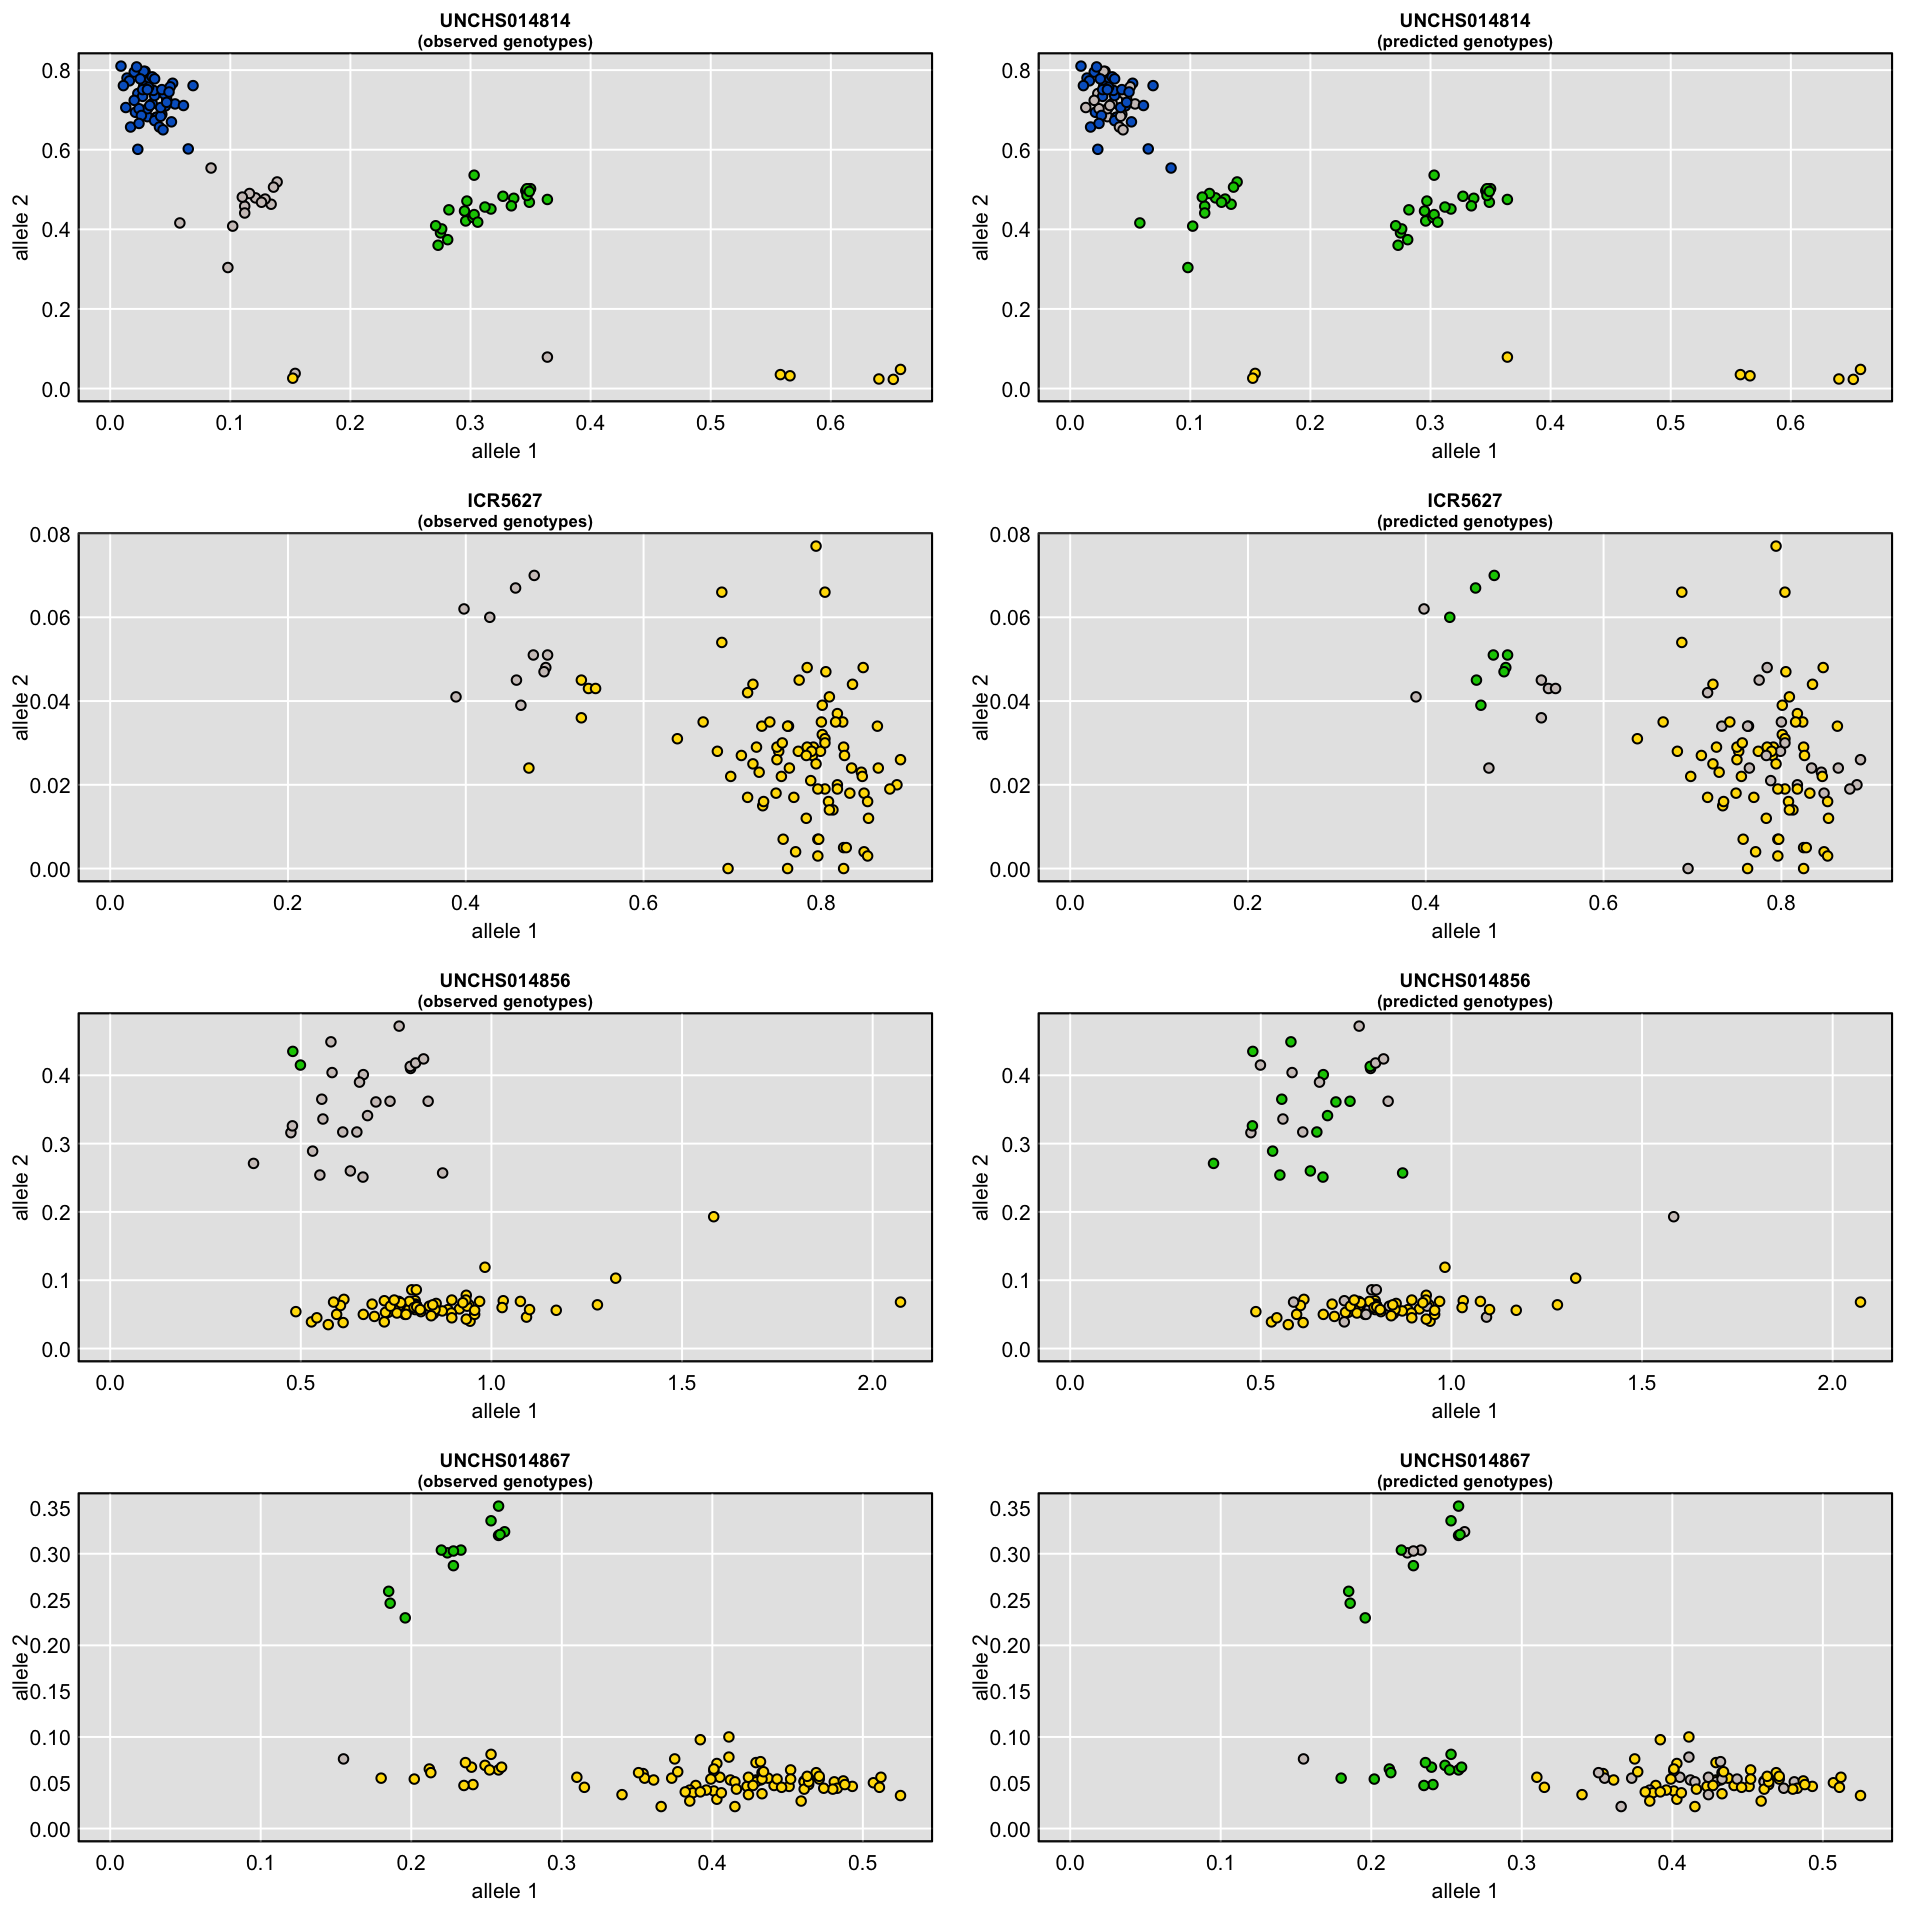 UNCHS014814
(observed genotypes)
0.8
0.6
0.4
0.2
0.0
allele 2
0.0 0.1 0.2 0.3 0.4 0.5 0.6
allele 1
UNCHS014814
(predicted genotypes)
0.8
0.6
0.4
0.2
0.0
allele 2
0.0 0.1 0.2 0.3 0.4 0.5 0.6
allele 1
ICR5627
(observed genotypes)
0.08
0.06
0.04
0.02
0.00
allele 2
0.0 0.2 0.4 0.6 0.8
allele 1
ICR5627
(predicted genotypes)
0.08
0.06
0.04
0.02
0.00
allele 2
0.0 0.2 0.4 0.6 0.8
allele 1
UNCHS014856
(observed genotypes)
0.4
0.3
0.2
0.1
0.0
allele 2
0.0 0.5 1.0 1.5 2.0
allele 1
UNCHS014856
(predicted genotypes)
0.4
0.3
0.2
0.1
0.0
allele 2
0.0 0.5 1.0 1.5 2.0
allele 1
UNCHS014867
(observed genotypes)
0.35
0.30
0.25
0.20
0.15
0.10
0.05
0.00
allele 2
0.0 0.1 0.2 0.3 0.4 0.5
allele 1
UNCHS014867
(predicted genotypes)
0.35
0.30
0.25
0.20
0.15
0.10
0.05
0.00
allele 2
0.0 0.1 0.2 0.3 0.4 0.5
allele 1